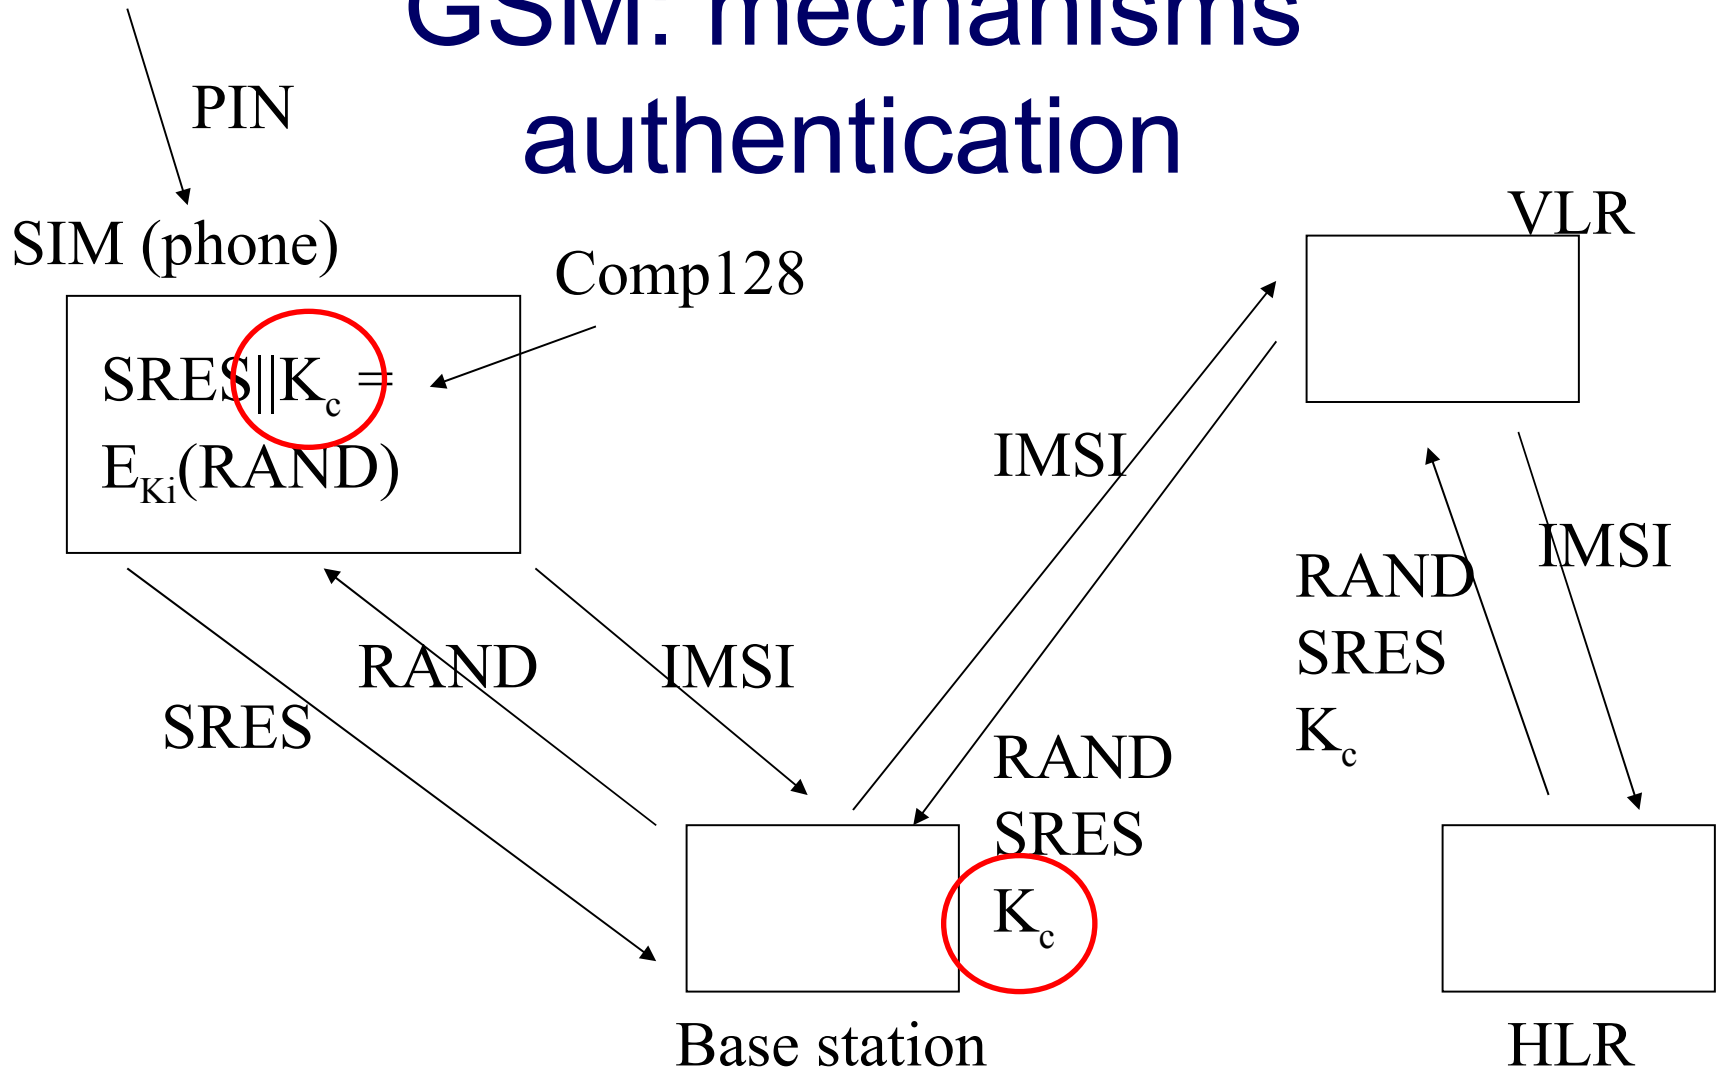 GSM: mechanisms
authentication
PIN
SIM (phone)
Comp128
VLR
SRES||Kc =
EKi(RAND)
IMSI
IMSI
RAND
SRES
Kc
RAND
IMSI
SRES
RAND
SRES
Kc
Base station
HLR